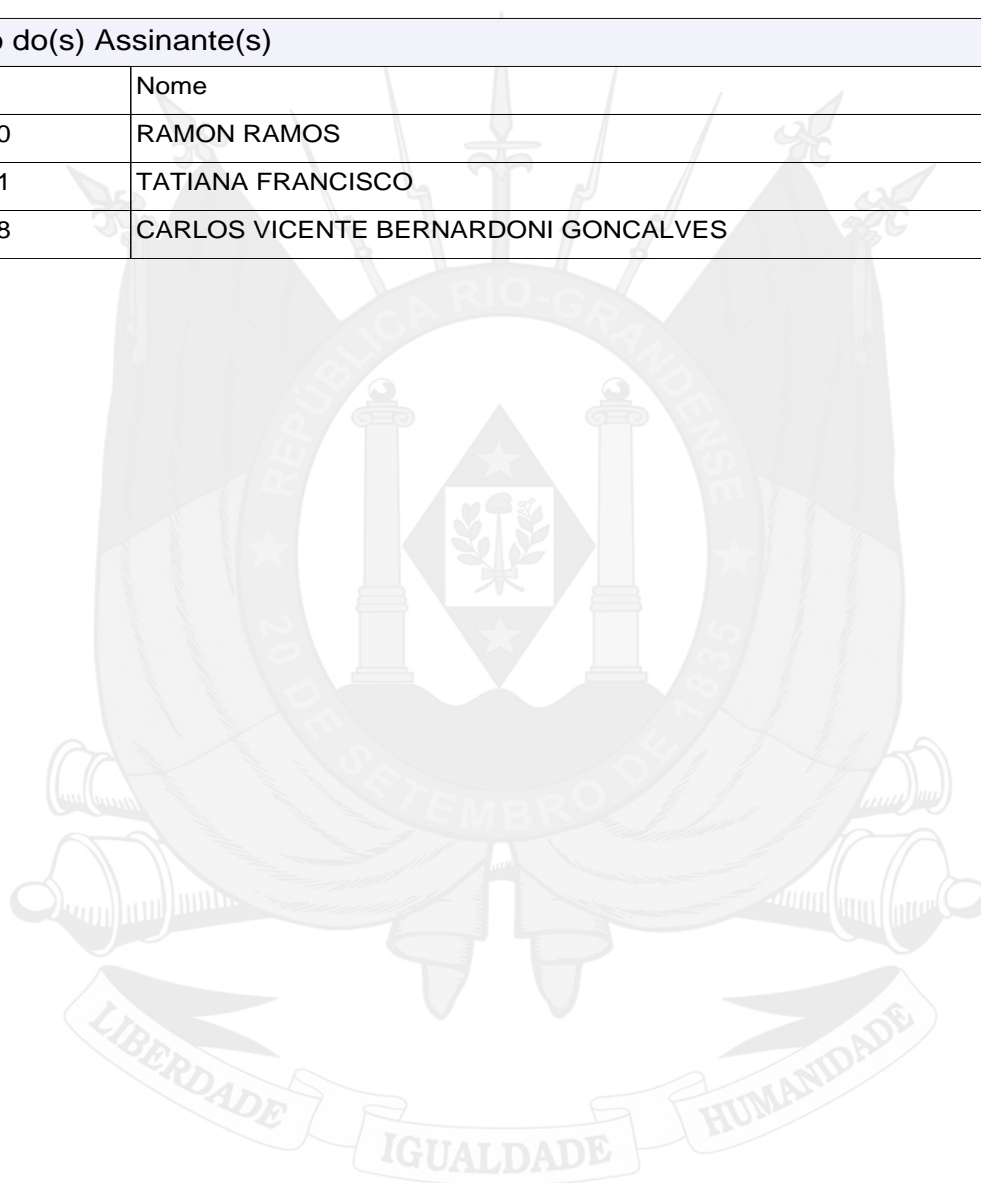 o do(s) Assinante(s)
Nome
0 RAMON RAMOS
1 TATIANA FRANCISCO
8 CARLOS VICENTE BERNARDONI GONCALVES
REPÚBLICA RIO-GRANDENSE
20 DE SETEMBRO DE 1835
LIBERDADE
IGUALDADE
HUMANIDADE